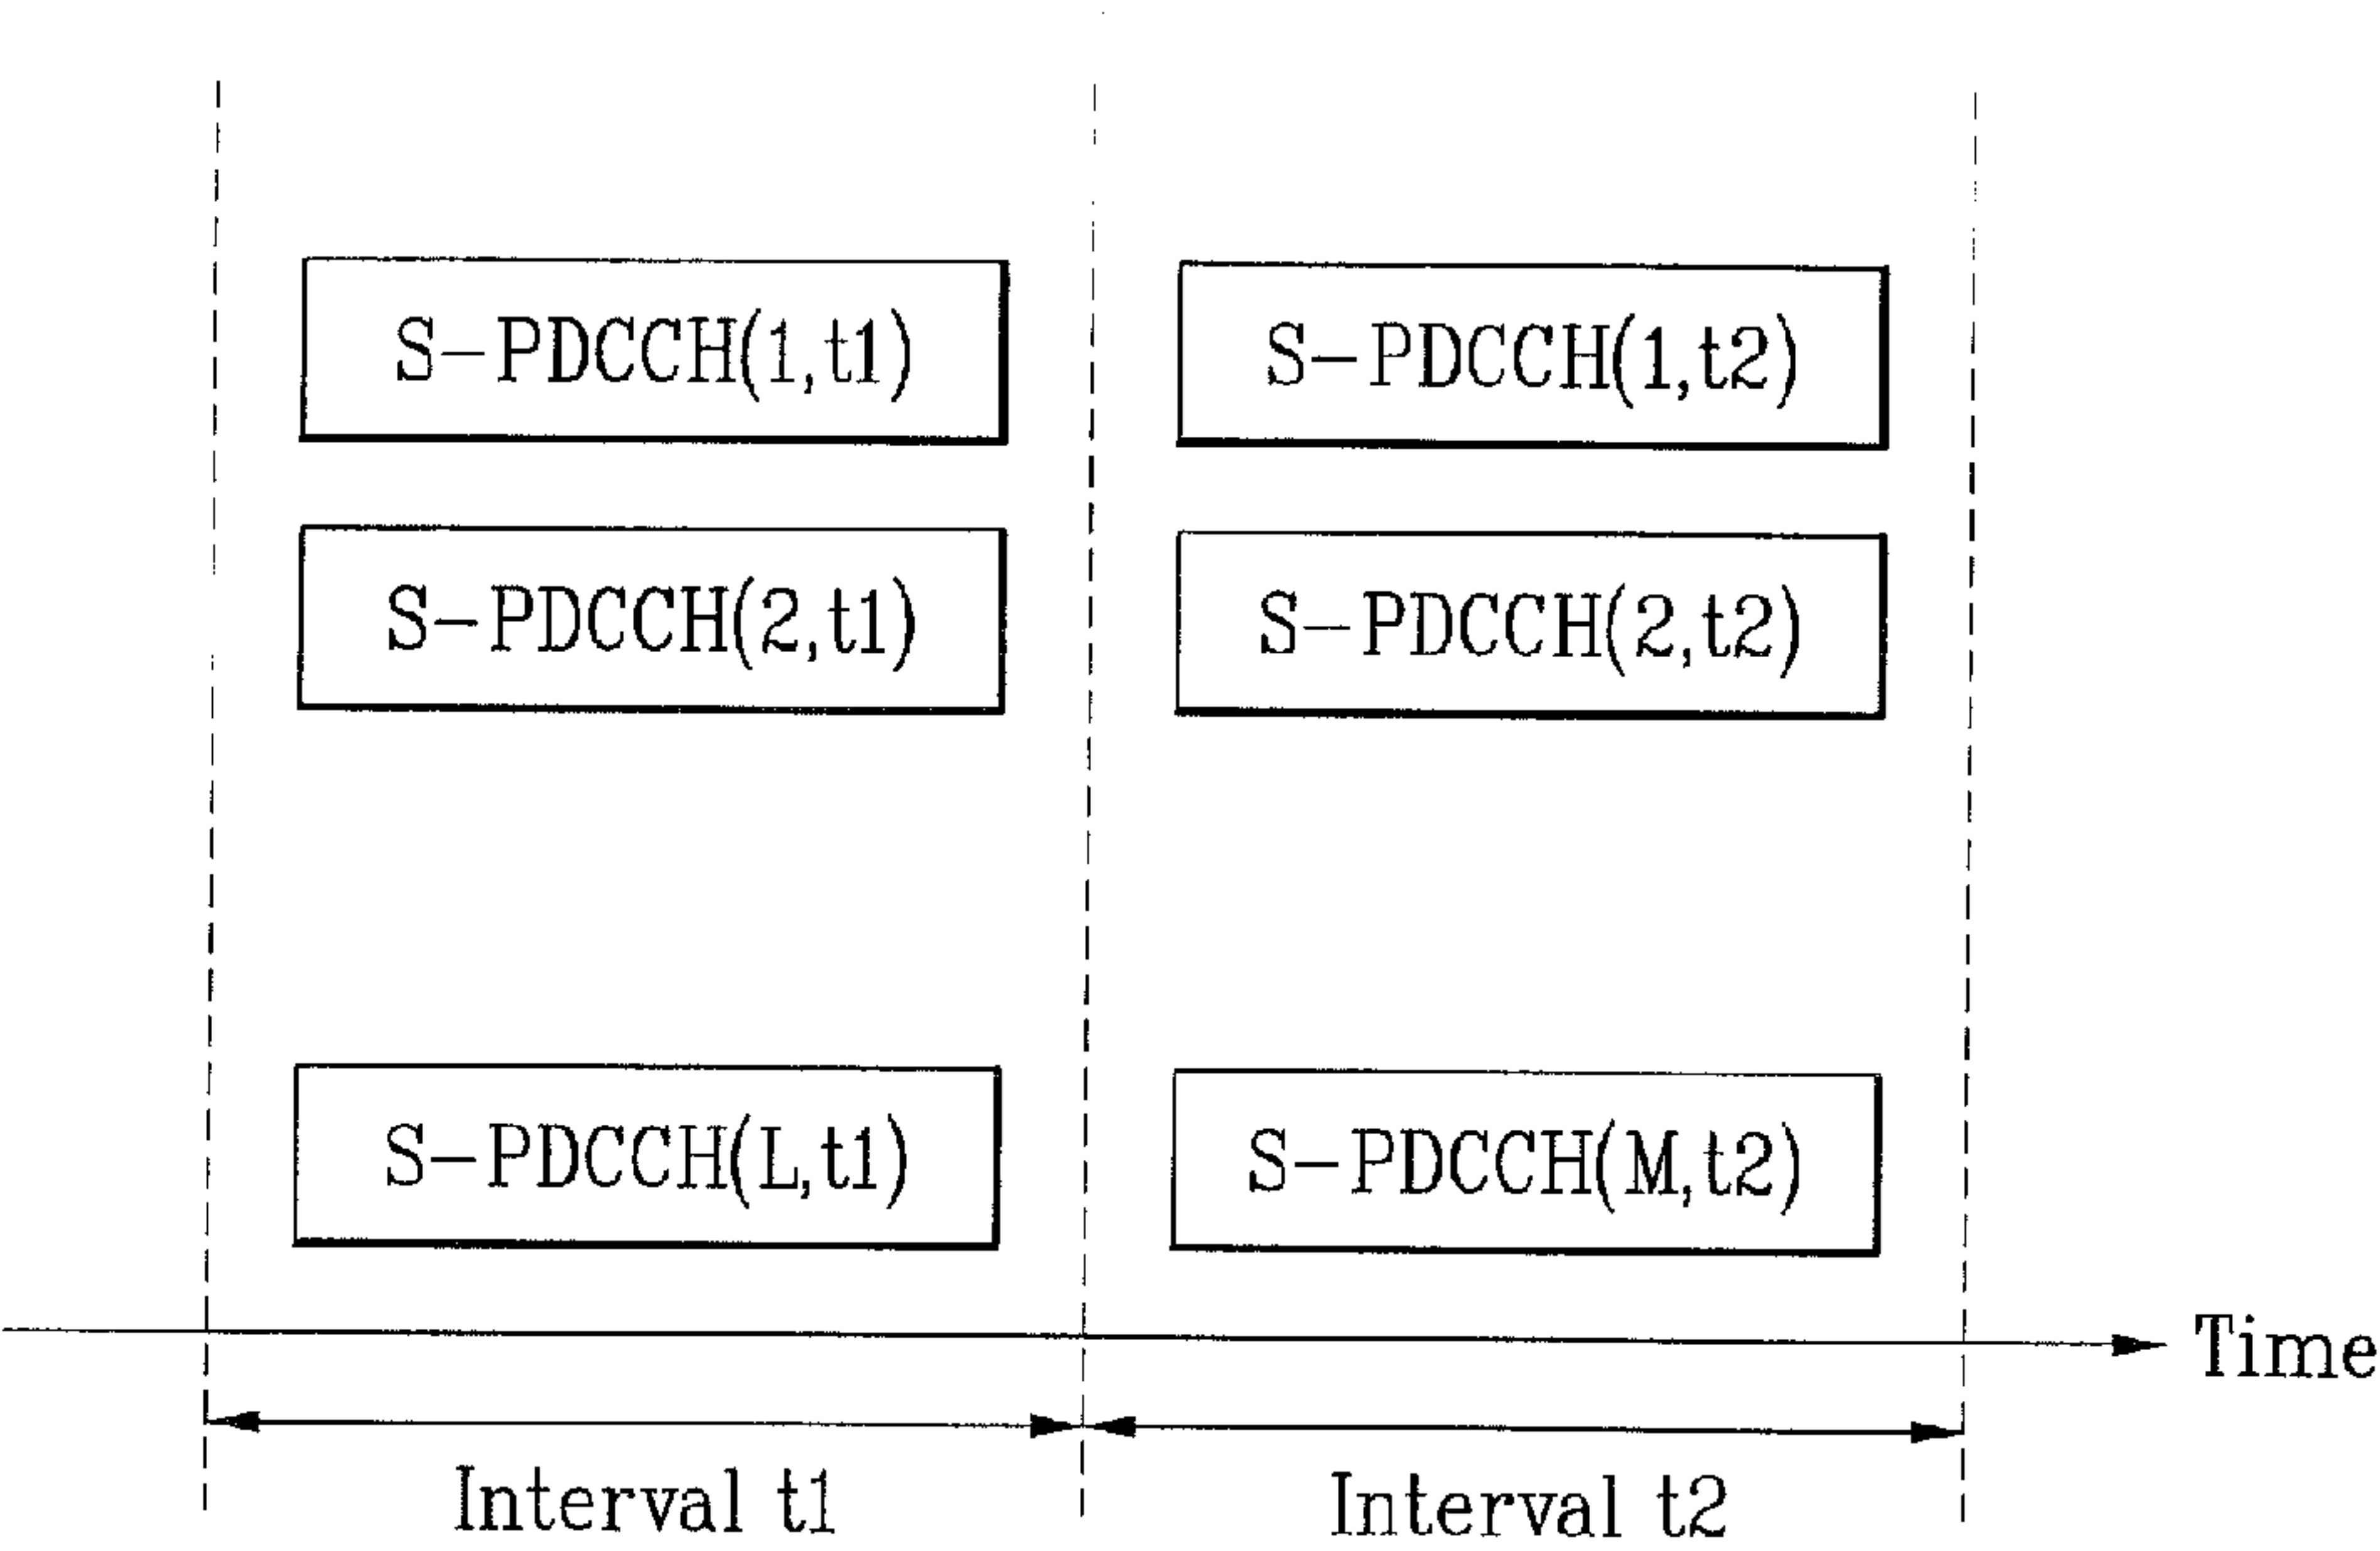 S-PDCCH(1,t1)
S-PDCCH(1,t2)
S-PDCCH(2,t1)
S-PDCCH(2,t2)
S-PDCCH(L,t1)
S-PDCCH(M,t2)
Time
Interval t1
Interval t2